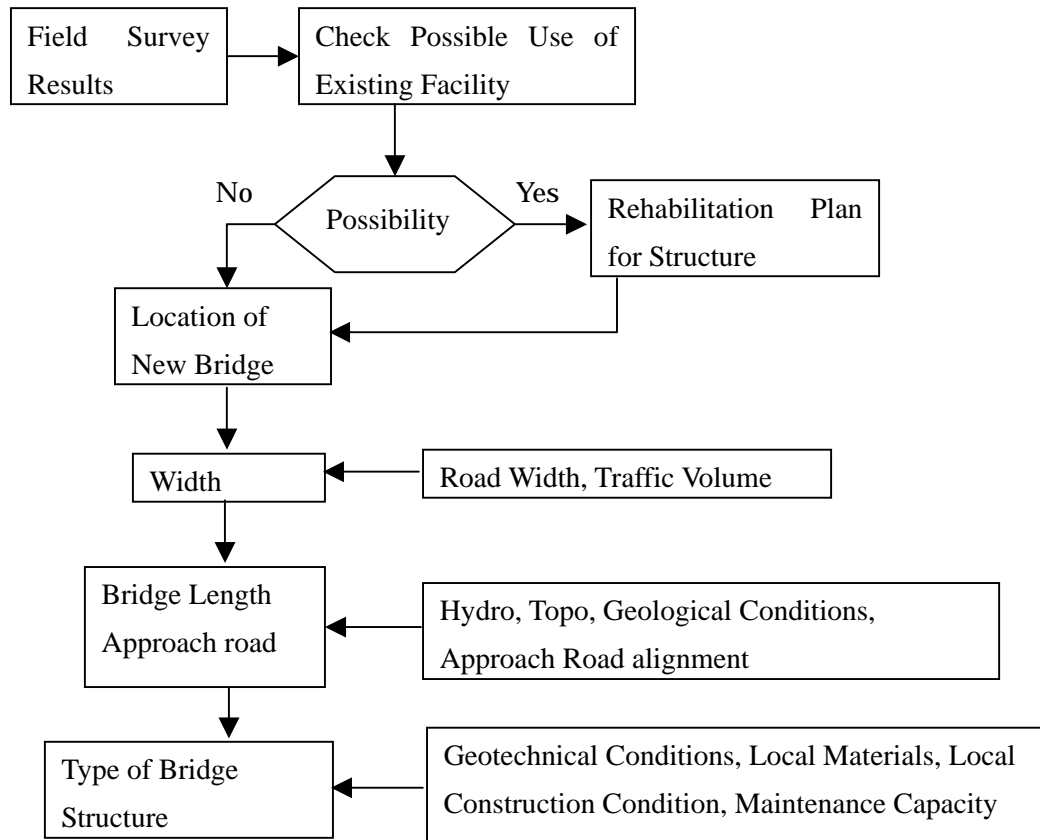 Field Survey
Results
Check Possible Use of
Existing Facility
No
Yes
Possibility
Rehabilitation Plan
for Structure
Location of
New Bridge
Width
Road Width, Traffic Volume
Bridge Length
Approach road
Hydro, Topo, Geological Conditions,
Approach Road alignment
Type of Bridge
Structure
Geotechnical Conditions, Local Materials, Local
Construction Condition, Maintenance Capacity